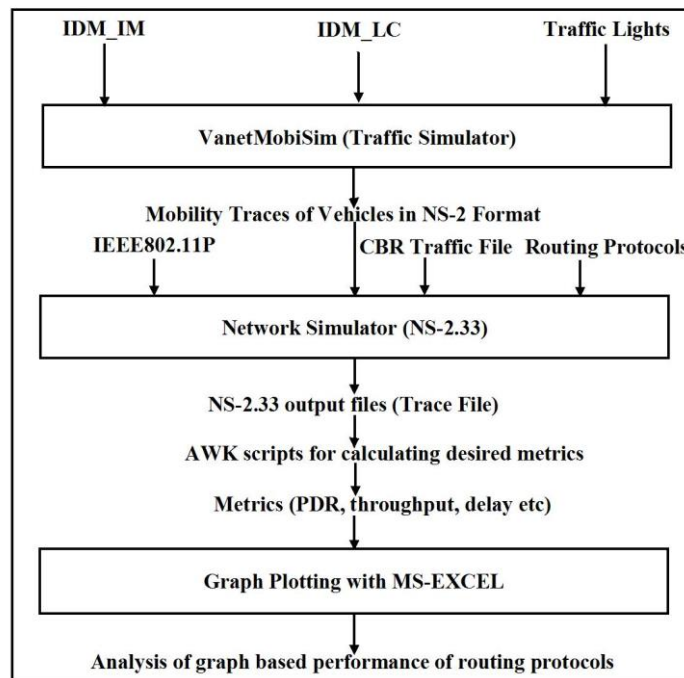 IDM_IM
IDM_LC
Traffic Lights
VanetMobiSim (Traffic Simulator)
Mobility Traces of Vehicles in NS-2 Format
IEEE802.11P
CBR Traffic File
Routing Protocols
Network Simulator (NS-2.33)
NS-2.33 output files (Trace File)
AWK scripts for calculating desired metrics
Metrics (PDR, throughput, delay etc)
Graph Plotting with MS-EXCEL
Analysis of graph based performance of routing protocols